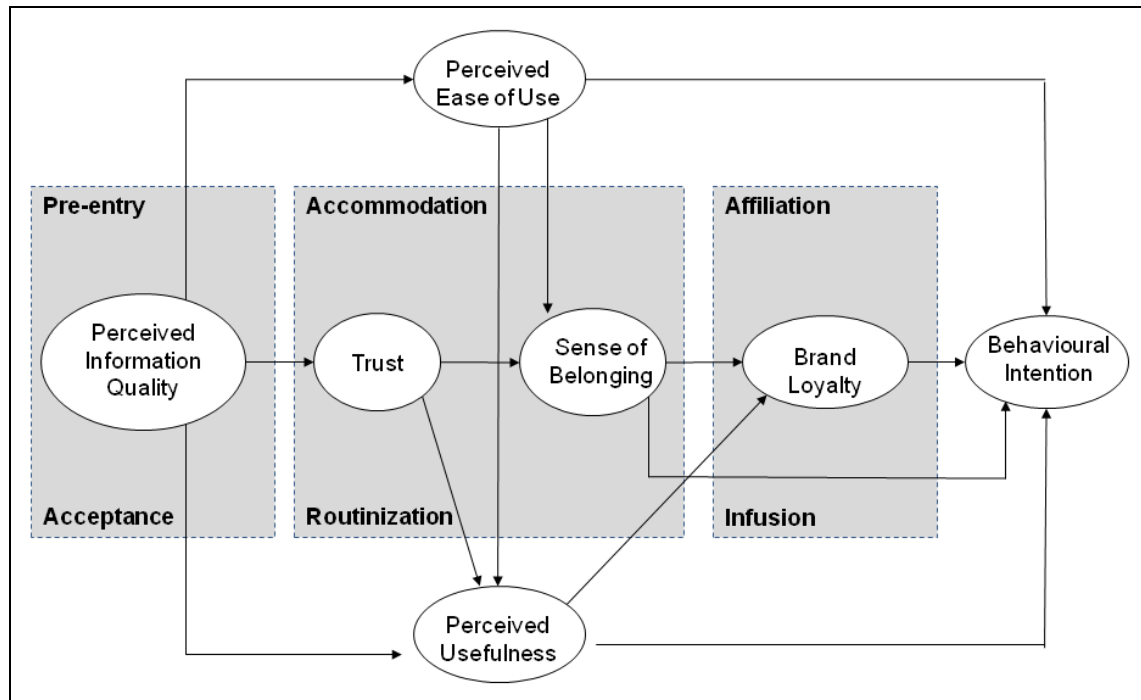 Perceived
Ease of Use
Pre-entry
Accommodation
Affiliation
Perceived
Information
Quality
Trust
Sense of
Belonging
Brand
Loyalty
Behavioural
Intention
Acceptance
Routinization
Infusion
Perceived
Usefulness